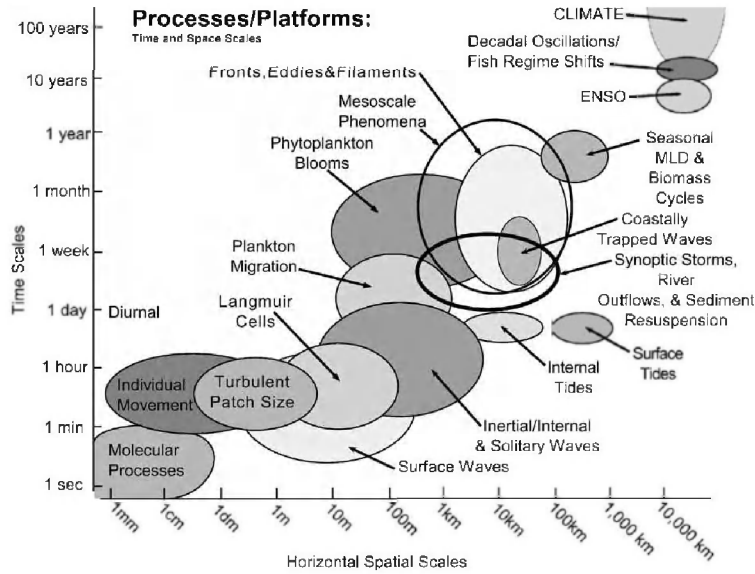 Processes/Platforms:
Time and Space Scales
CLIMATE
Decadal Oscillations/
Fish Regime Shifts
ENSO
Fronts,Eddies&Filaments
Mesoscale
Phenomena
Phytoplankton
Blooms
Seasonal
MLD &
Biomass
Cycles
Coastally
Trapped Waves
Plankton
Migration
Synoptic Storms,
River
Outflows, & Sediment
Resuspension
Langmuir
Cells
Diurnal
Internal
Tides
Surface
Tides
Individual
Movement
Turbulent
Patch Size
Inertial/Internal
& Solitary Waves
Molecular
Processes
Surface Waves
Time Scales
100 years
10 years
1 year
1 month
1 week
1 day
1 hour
1 min
1 sec
1mm
1cm
1dm
1m
10m
100m
1km
10km
100km
1,000 km
10,000 km
Horizontal Spatial Scales